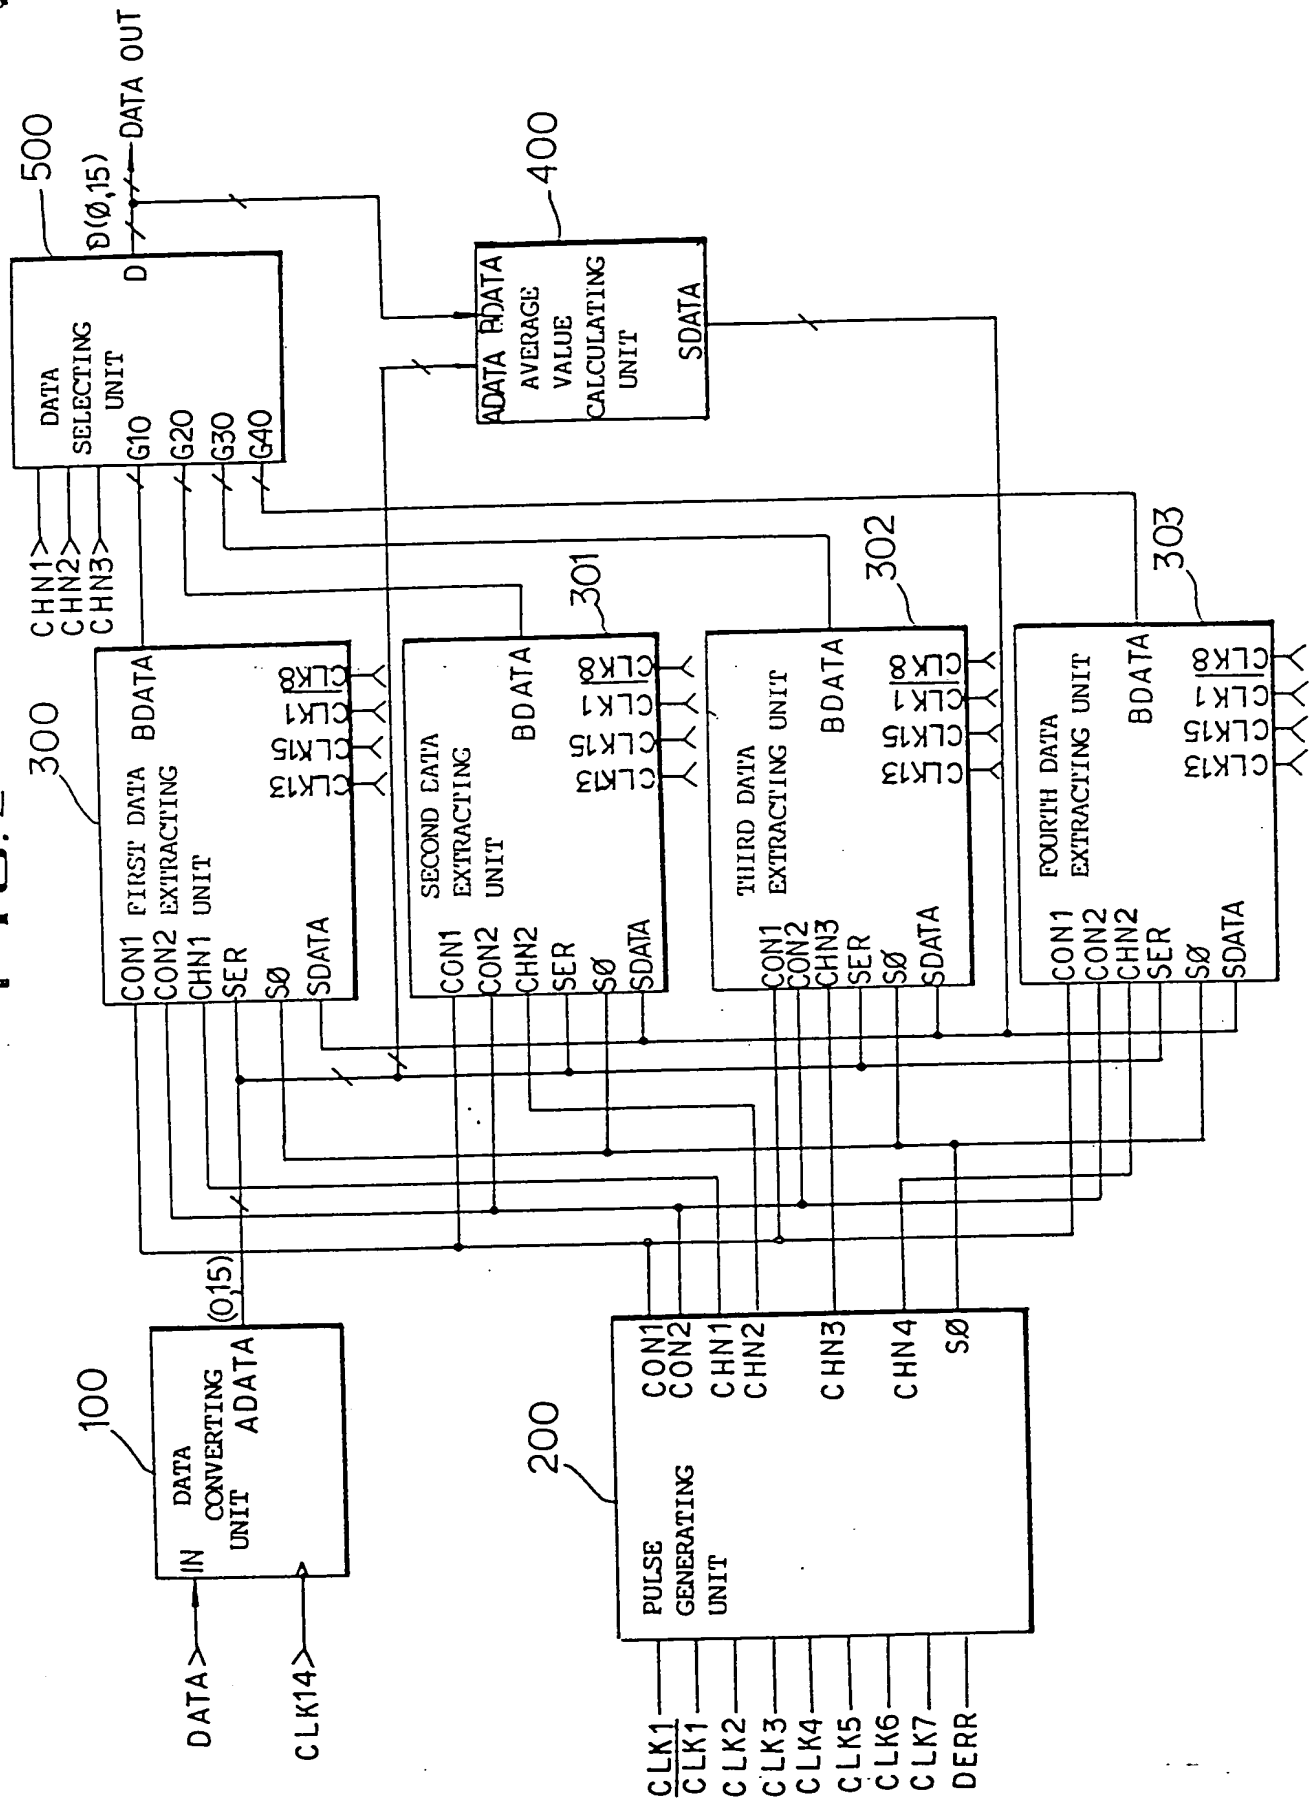 DATA>
CLK14>
IN
DATA
CONVERTING
UNIT
ADATA
100
(0,15)
CLK1
CLK1
CLK2
CLK3
CLK4
CLK5
CLK6
CLK7
DERR
PULSE
GENERATING
UNIT
200
CON1
CON2
CHN1
CHN2
CHN3
CHN4
SØ
300
CON1
CON2
CHN1
SER
SØ
SDATA
FIRST DATA
EXTRACTING
UNIT
BDATA
CLK13
CLK15
CLK1
CLK8
301
CON1
CON2
CHN2
SER
SØ
SDATA
SECOND DATA
EXTRACTING
UNIT
BDATA
CLK13
CLK15
CLK1
CLK8
302
CON1
CON2
CHN3
SER
SØ
SDATA
THIRD DATA
EXTRACTING UNIT
BDATA
CLK13
CLK15
CLK1
CLK8
303
CON1
CON2
CHN2
SER
SØ
SDATA
FOURTH DATA
EXTRACTING UNIT
BDATA
CLK13
CLK15
CLK1
CLK8
CHN1>
CHN2>
CHN3>
G10
G20
G30
G40
DATA
SELECTING
UNIT
D
500
D(Ø,15)
DATA OUT
ADATA BDATA
AVERAGE
VALUE
CALCULATING
UNIT
SDATA
400